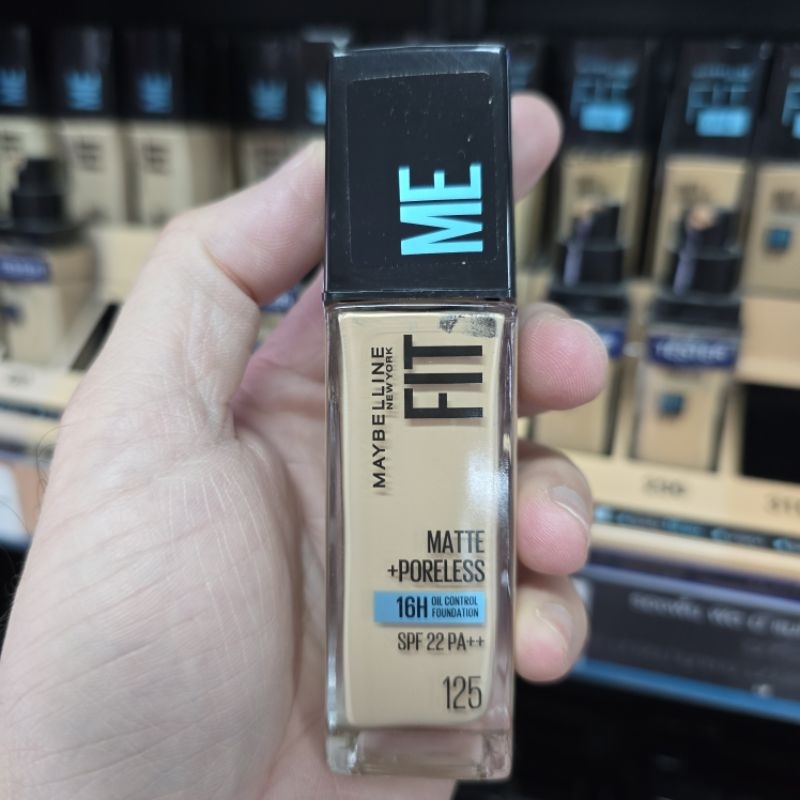 FIT ME
MAYBELLINE
NEW YORK
MATTE
+PORELESS
16H OIL CONTROL
FOUNDATION
SPF 22 PA++
125